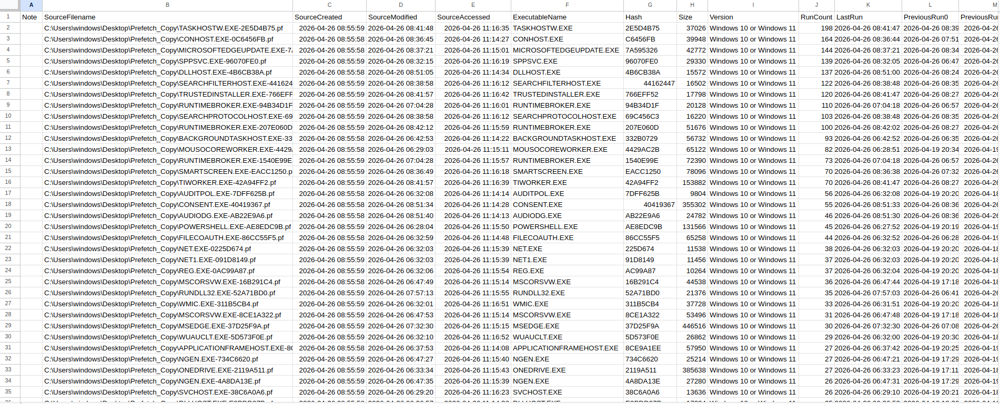 A B C D E F G H I J K L M
1 Note SourceFilename SourceCreated SourceModified SourceAccessed ExecutableName Hash Size Version RunCount LastRun PreviousRun0 PreviousRu
2 C:\Users\windows\Desktop\Prefetch_Copy\TASKHOSTW.EXE-2E5D4B75.pf 2026-04-26 08:55:59 2026-04-26 08:41:48 2026-04-26 11:16:35 TASKHOSTW.EXE 2E5D4B75 37026 Windows 10 or Windows 11 198 2026-04-26 08:41:47 2026-04-26 08:39 2026-04-26
3 C:\Users\windows\Desktop\Prefetch_Copy\CONHOST.EXE-0C6456FB.pf 2026-04-26 08:55:58 2026-04-26 08:36:45 2026-04-26 11:14:27 CONHOST.EXE C6456FB 39948 Windows 10 or Windows 11 164 2026-04-26 08:36:44 2026-04-26 07:51 2026-04-26
4 C:\Users\windows\Desktop\Prefetch_Copy\MICROSOFTEDGEUPDATE.EXE-7A 2026-04-26 08:55:58 2026-04-26 08:37:21 2026-04-26 11:15:01 MICROSOFTEDGEUPDATE.EXE 7A595326 42772 Windows 10 or Windows 11 144 2026-04-26 08:37:21 2026-04-26 08:34 2026-04-26
5 C:\Users\windows\Desktop\Prefetch_Copy\SPPSVC.EXE-96070FE0.pf 2026-04-26 08:55:59 2026-04-26 08:32:15 2026-04-26 11:16:19 SPPSVC.EXE 96070FE0 29330 Windows 10 or Windows 11 139 2026-04-26 08:32:05 2026-04-26 06:47 2026-04-26
6 C:\Users\windows\Desktop\Prefetch_Copy\DLLHOST.EXE-4B6CB38A.pf 2026-04-26 08:55:58 2026-04-26 08:51:05 2026-04-26 11:14:34 DLLHOST.EXE 4B6CB38A 15572 Windows 10 or Windows 11 137 2026-04-26 08:51:00 2026-04-26 08:24 2026-04-26
7 C:\Users\windows\Desktop\Prefetch_Copy\SEARCHFILTERHOST.EXE-441624 2026-04-26 08:55:59 2026-04-26 08:38:58 2026-04-26 11:16:12 SEARCHFILTERHOST.EXE 44162447 16502 Windows 10 or Windows 11 122 2026-04-26 08:38:48 2026-04-26 08:35 2026-04-26
8 C:\Users\windows\Desktop\Prefetch_Copy\TRUSTEDINSTALLER.EXE-766EFF 2026-04-26 08:55:59 2026-04-26 08:41:57 2026-04-26 11:16:42 TRUSTEDINSTALLER.EXE 766EFF52 17798 Windows 10 or Windows 11 120 2026-04-26 08:41:47 2026-04-26 08:27 2026-04-26
9 C:\Users\windows\Desktop\Prefetch_Copy\RUNTIMEBROKER.EXE-94B34D1F 2026-04-26 08:55:59 2026-04-26 07:04:28 2026-04-26 11:16:01 RUNTIMEBROKER.EXE 94B34D1F 20128 Windows 10 or Windows 11 110 2026-04-26 07:04:18 2026-04-26 06:57 2026-04-26
10 C:\Users\windows\Desktop\Prefetch_Copy\SEARCHPROTOCOLHOST.EXE-69 2026-04-26 08:55:59 2026-04-26 08:38:58 2026-04-26 11:16:12 SEARCHPROTOCOLHOST.EXE 69C456C3 16220 Windows 10 or Windows 11 103 2026-04-26 08:38:48 2026-04-26 08:35 2026-04-26
11 C:\Users\windows\Desktop\Prefetch_Copy\RUNTIMEBROKER.EXE-207E060D 2026-04-26 08:55:59 2026-04-26 08:42:12 2026-04-26 11:15:59 RUNTIMEBROKER.EXE 207E060D 51676 Windows 10 or Windows 11 100 2026-04-26 08:42:02 2026-04-26 08:27 2026-04-26
12 C:\Users\windows\Desktop\Prefetch_Copy\BACKGROUNDTASKHOST.EXE-33 2026-04-26 08:55:58 2026-04-26 06:42:53 2026-04-26 11:14:22 BACKGROUNDTASKHOST.EXE 332B0729 56732 Windows 10 or Windows 11 93 2026-04-26 06:42:52 2026-04-26 06:35 2026-04-26
13 C:\Users\windows\Desktop\Prefetch_Copy\MOUSOCOREWORKER.EXE-4429A 2026-04-26 08:55:58 2026-04-26 06:29:03 2026-04-26 11:15:11 MOUSOCOREWORKER.EXE 4429AC2B 65122 Windows 10 or Windows 11 82 2026-04-26 06:28:51 2026-04-19 20:34 2026-04-19
14 C:\Users\windows\Desktop\Prefetch_Copy\RUNTIMEBROKER.EXE-1540E99E 2026-04-26 08:55:59 2026-04-26 07:04:28 2026-04-26 11:15:57 RUNTIMEBROKER.EXE 1540E99E 72390 Windows 10 or Windows 11 73 2026-04-26 07:04:18 2026-04-26 06:57 2026-04-26
15 C:\Users\windows\Desktop\Prefetch_Copy\SMARTSCREEN.EXE-EACC1250.p 2026-04-26 08:55:59 2026-04-26 08:36:49 2026-04-26 11:16:18 SMARTSCREEN.EXE EACC1250 78096 Windows 10 or Windows 11 70 2026-04-26 08:36:38 2026-04-26 07:32 2026-04-26
16 C:\Users\windows\Desktop\Prefetch_Copy\TIWORKER.EXE-42A94FF2.pf 2026-04-26 08:55:59 2026-04-26 08:41:57 2026-04-26 11:16:39 TIWORKER.EXE 42A94FF2 153882 Windows 10 or Windows 11 70 2026-04-26 08:41:47 2026-04-26 08:27 2026-04-26
17 C:\Users\windows\Desktop\Prefetch_Copy\AUDITPOL.EXE-7DFF625B.pf 2026-04-26 08:55:58 2026-04-26 06:32:08 2026-04-26 11:14:14 AUDITPOL.EXE 7DFF625B 9804 Windows 10 or Windows 11 56 2026-04-26 06:32:08 2026-04-19 20:20 2026-04-18
18 C:\Users\windows\Desktop\Prefetch_Copy\CONSENT.EXE-40419367.pf 2026-04-26 08:55:58 2026-04-26 08:51:34 2026-04-26 11:14:28 CONSENT.EXE 40419367 355302 Windows 10 or Windows 11 55 2026-04-26 08:51:33 2026-04-26 08:36 2026-04-26
19 C:\Users\windows\Desktop\Prefetch_Copy\AUDIODG.EXE-AB22E9A6.pf 2026-04-26 08:55:58 2026-04-26 08:51:40 2026-04-26 11:14:13 AUDIODG.EXE AB22E9A6 24782 Windows 10 or Windows 11 46 2026-04-26 08:51:30 2026-04-26 08:36 2026-04-26
20 C:\Users\windows\Desktop\Prefetch_Copy\POWERSHELL.EXE-AE8EDC9B.pf 2026-04-26 08:55:59 2026-04-26 06:28:04 2026-04-26 11:15:50 POWERSHELL.EXE AE8EDC9B 131566 Windows 10 or Windows 11 45 2026-04-26 06:27:52 2026-04-19 20:19 2026-04-19
21 C:\Users\windows\Desktop\Prefetch_Copy\FILECOAUTH.EXE-86CC55F5.pf 2026-04-26 08:55:58 2026-04-26 06:32:59 2026-04-26 11:14:48 FILECOAUTH.EXE 86CC55F5 65258 Windows 10 or Windows 11 44 2026-04-26 06:32:52 2026-04-26 06:28 2026-04-26
22 C:\Users\windows\Desktop\Prefetch_Copy\NET.EXE-0225D674.pf 2026-04-26 08:55:59 2026-04-26 06:32:03 2026-04-26 11:15:39 NET.EXE 225D674 11538 Windows 10 or Windows 11 38 2026-04-26 06:32:03 2026-04-19 20:20 2026-04-18
23 C:\Users\windows\Desktop\Prefetch_Copy\NET1.EXE-091D8149.pf 2026-04-26 08:55:59 2026-04-26 06:32:03 2026-04-26 11:15:39 NET1.EXE 91D8149 11456 Windows 10 or Windows 11 37 2026-04-26 06:32:03 2026-04-19 20:20 2026-04-18
24 C:\Users\windows\Desktop\Prefetch_Copy\REG.EXE-0AC99A87.pf 2026-04-26 08:55:59 2026-04-26 06:32:06 2026-04-26 11:15:54 REG.EXE AC99A87 10264 Windows 10 or Windows 11 37 2026-04-26 06:32:04 2026-04-19 20:20 2026-04-18
25 C:\Users\windows\Desktop\Prefetch_Copy\MSCORSVW.EXE-16B291C4.pf 2026-04-26 08:55:58 2026-04-26 06:47:49 2026-04-26 11:15:14 MSCORSVW.EXE 16B291C4 44538 Windows 10 or Windows 11 36 2026-04-26 06:47:44 2026-04-19 17:18 2026-04-18
26 C:\Users\windows\Desktop\Prefetch_Copy\RUNDLL32.EXE-52A71BD0.pf 2026-04-26 08:55:59 2026-04-26 07:57:13 2026-04-26 11:15:55 RUNDLL32.EXE 52A71BD0 21376 Windows 10 or Windows 11 35 2026-04-26 07:57:03 2026-04-26 06:41 2026-04-26
27 C:\Users\windows\Desktop\Prefetch_Copy\WMIC.EXE-311B5CB4.pf 2026-04-26 08:55:59 2026-04-26 06:32:01 2026-04-26 11:16:51 WMIC.EXE 311B5CB4 37728 Windows 10 or Windows 11 33 2026-04-26 06:31:51 2026-04-19 20:20 2026-04-18
28 C:\Users\windows\Desktop\Prefetch_Copy\MSCORSVW.EXE-8CE1A322.pf 2026-04-26 08:55:59 2026-04-26 06:47:53 2026-04-26 11:15:14 MSCORSVW.EXE 8CE1A322 53496 Windows 10 or Windows 11 31 2026-04-26 06:47:48 2026-04-19 17:18 2026-04-18
29 C:\Users\windows\Desktop\Prefetch_Copy\MSEDGE.EXE-37D25F9A.pf 2026-04-26 08:55:59 2026-04-26 07:32:30 2026-04-26 11:15:15 MSEDGE.EXE 37D25F9A 446516 Windows 10 or Windows 11 30 2026-04-26 07:32:30 2026-04-26 07:08 2026-04-26
30 C:\Users\windows\Desktop\Prefetch_Copy\WUAUCLT.EXE-5D573F0E.pf 2026-04-26 08:55:59 2026-04-26 06:32:10 2026-04-26 11:16:52 WUAUCLT.EXE 5D573F0E 26862 Windows 10 or Windows 11 29 2026-04-26 06:32:00 2026-04-19 20:30 2026-04-18
31 C:\Users\windows\Desktop\Prefetch_Copy\APPLICATIONFRAMEHOST.EXE-8C 2026-04-26 08:55:58 2026-04-26 06:37:53 2026-04-26 11:14:08 APPLICATIONFRAMEHOST.EXE 8CE9A1EE 57950 Windows 10 or Windows 11 27 2026-04-26 06:37:42 2026-04-19 20:25 2026-04-19
32 C:\Users\windows\Desktop\Prefetch_Copy\NGEN.EXE-734C6620.pf 2026-04-26 08:55:59 2026-04-26 06:47:27 2026-04-26 11:15:40 NGEN.EXE 734C6620 25214 Windows 10 or Windows 11 27 2026-04-26 06:47:21 2026-04-19 17:29 2026-04-19
33 C:\Users\windows\Desktop\Prefetch_Copy\ONEDRIVE.EXE-2119A511.pf 2026-04-26 08:55:59 2026-04-26 06:33:34 2026-04-26 11:15:43 ONEDRIVE.EXE 2119A511 385638 Windows 10 or Windows 11 27 2026-04-26 06:33:23 2026-04-19 17:11 2026-04-18
34 C:\Users\windows\Desktop\Prefetch_Copy\NGEN.EXE-4A8DA13E.pf 2026-04-26 08:55:59 2026-04-26 06:47:35 2026-04-26 11:15:39 NGEN.EXE 4A8DA13E 27280 Windows 10 or Windows 11 26 2026-04-26 06:47:31 2026-04-19 17:29 2026-04-19
35 C:\Users\windows\Desktop\Prefetch_Copy\SVCHOST.EXE-38C6A0A6.pf 2026-04-26 08:55:59 2026-04-26 06:29:20 2026-04-26 11:16:23 SVCHOST.EXE 38C6A0A6 13636 Windows 10 or Windows 11 26 2026-04-26 06:29:10 2026-04-19 20:21 2026-04-18